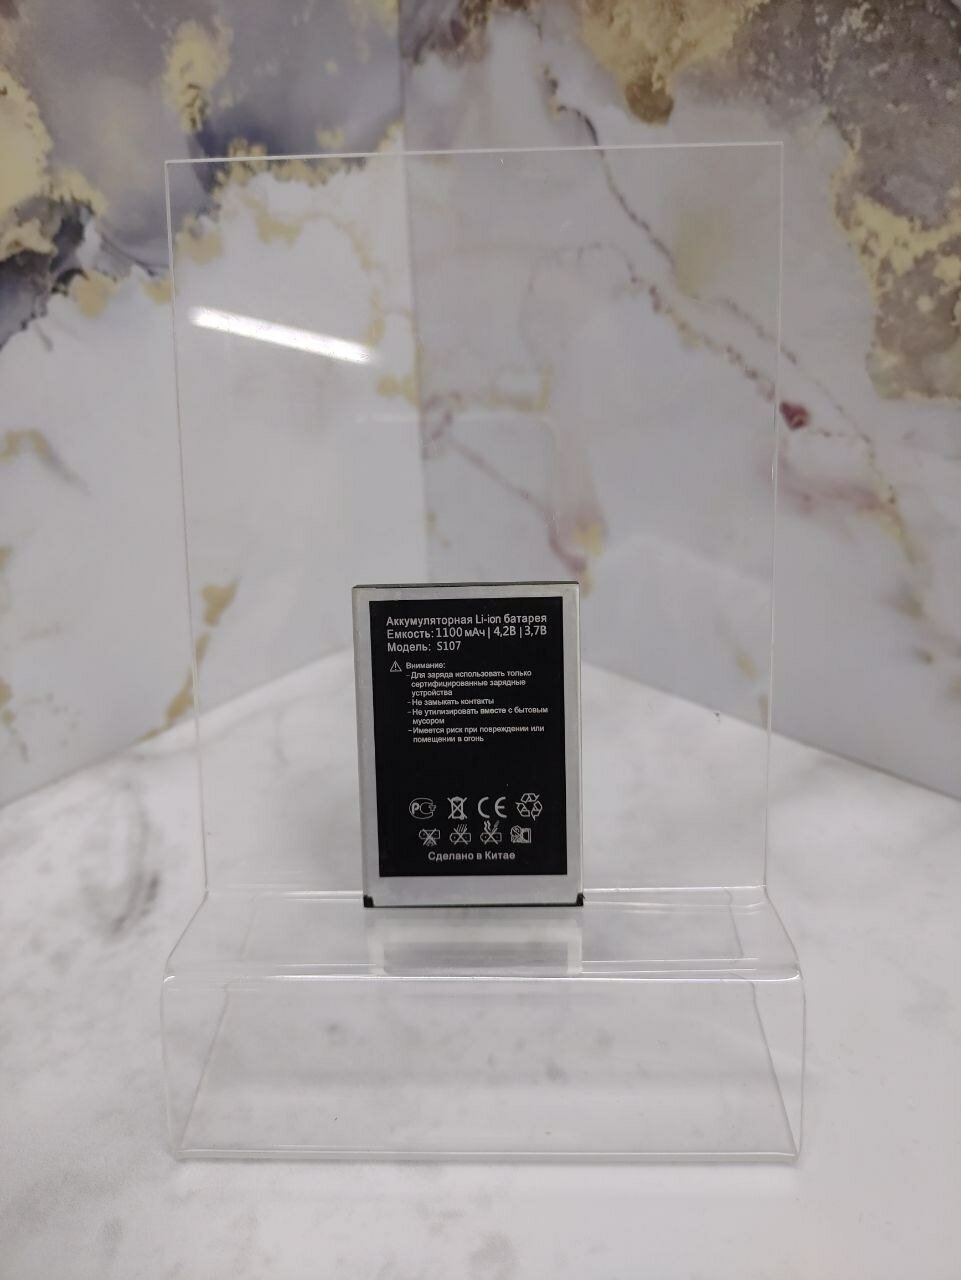 Аккумуляторная Li-ion батарея
Емкость: 1100 мАч | 4,2В | 3,7В
Модель: S107
Внимание:
-Для заряда использовать только
сертифицированные зарядные
устройства
-Не замыкать контакты
-Не утилизировать вместе с бытовым
мусором
-Имеется риск при повреждении или
помещении в огонь
РСТ CE
Сделано в Китае